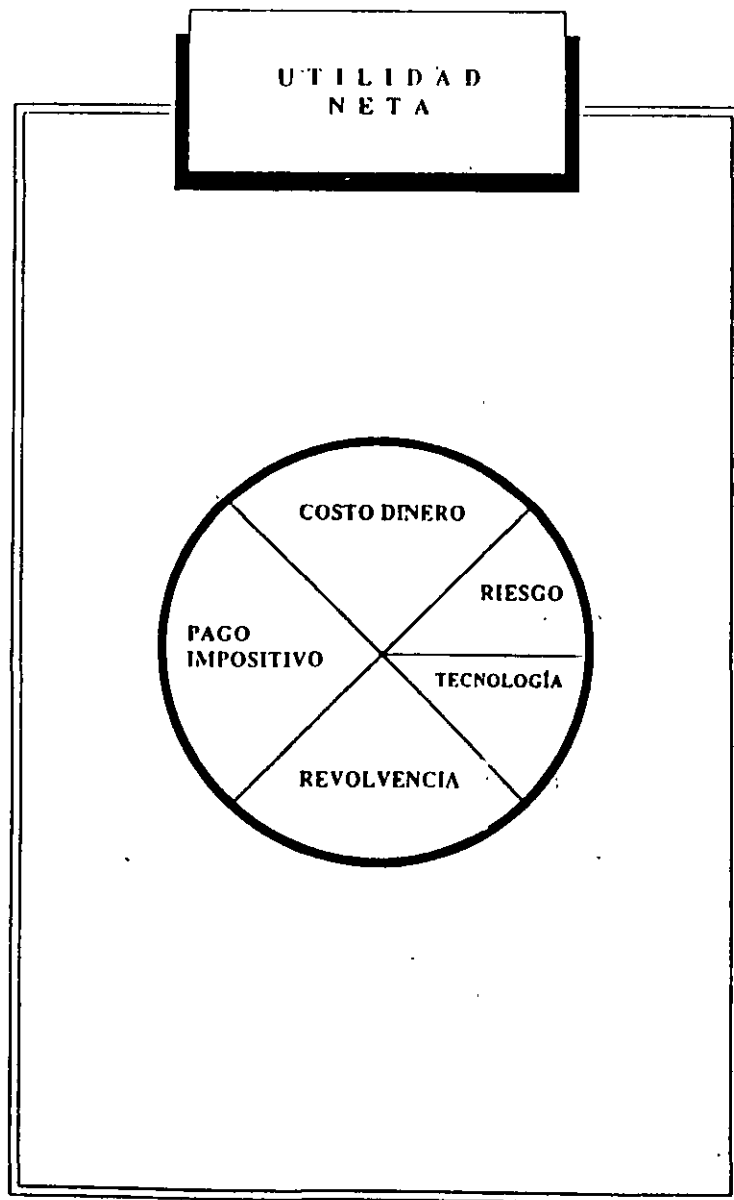 UTILIDAD
NETA
COSTO DINERO
RIESGO
PAGO
IMPOSITIVO
TECNOLOGÍA
REVOLVENCIA